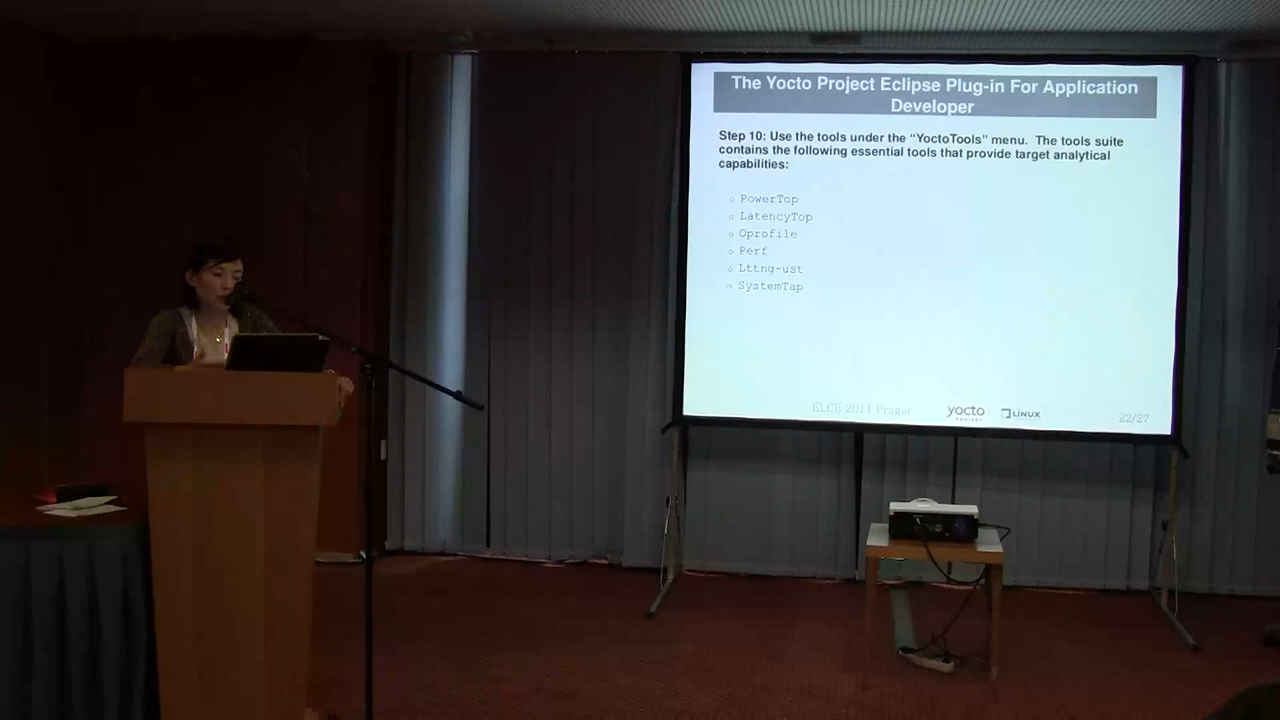 The Yocto Project Eclipse Plug-in For Application
Developer
Step 10: Use the tools under the “YoctoTools” menu. The tools suite
contains the following essential tools that provide target analytical
capabilities:
PowerTop
LatencyTop
Oprofile
Perf
Lttng-ust
SystemTap
ELCE 2011 Prague
yocto
PROJECT
LINUX
22/27